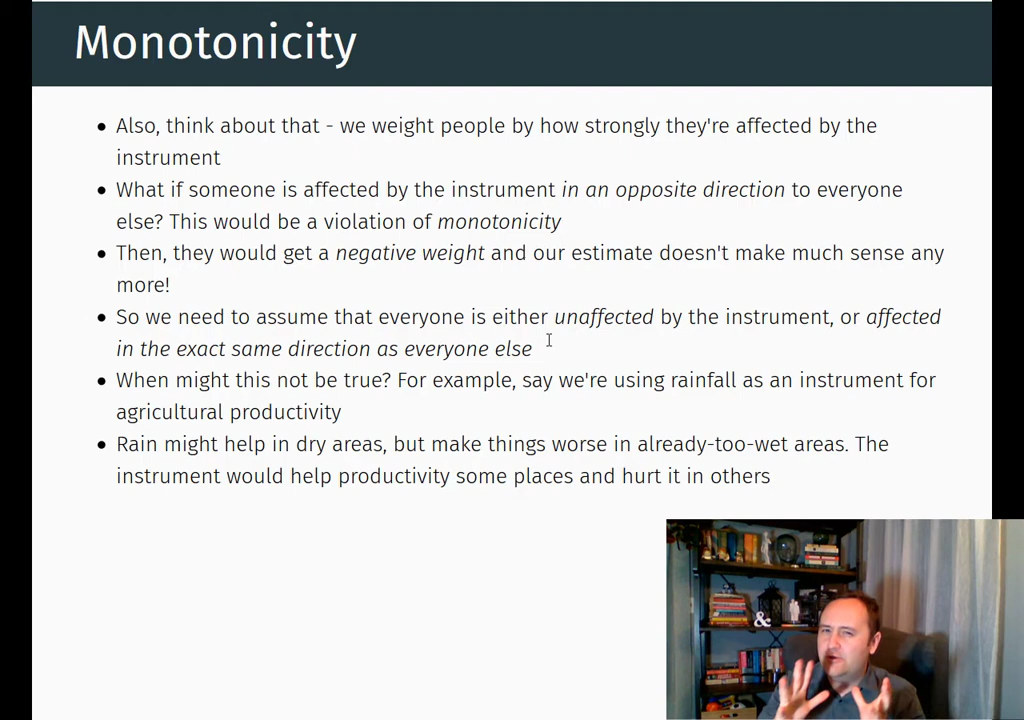 Monotonicity
Also, think about that - we weight people by how strongly they're affected by the
instrument
What if someone is affected by the instrument in an opposite direction to everyone
else? This would be a violation of monotonicity
Then, they would get a negative weight and our estimate doesn't make much sense any
more!
So we need to assume that everyone is either unaffected by the instrument, or affected
in the exact same direction as everyone else
When might this not be true? For example, say we're using rainfall as an instrument for
agricultural productivity
Rain might help in dry areas, but make things worse in already-too-wet areas. The
instrument would help productivity some places and hurt it in others
&